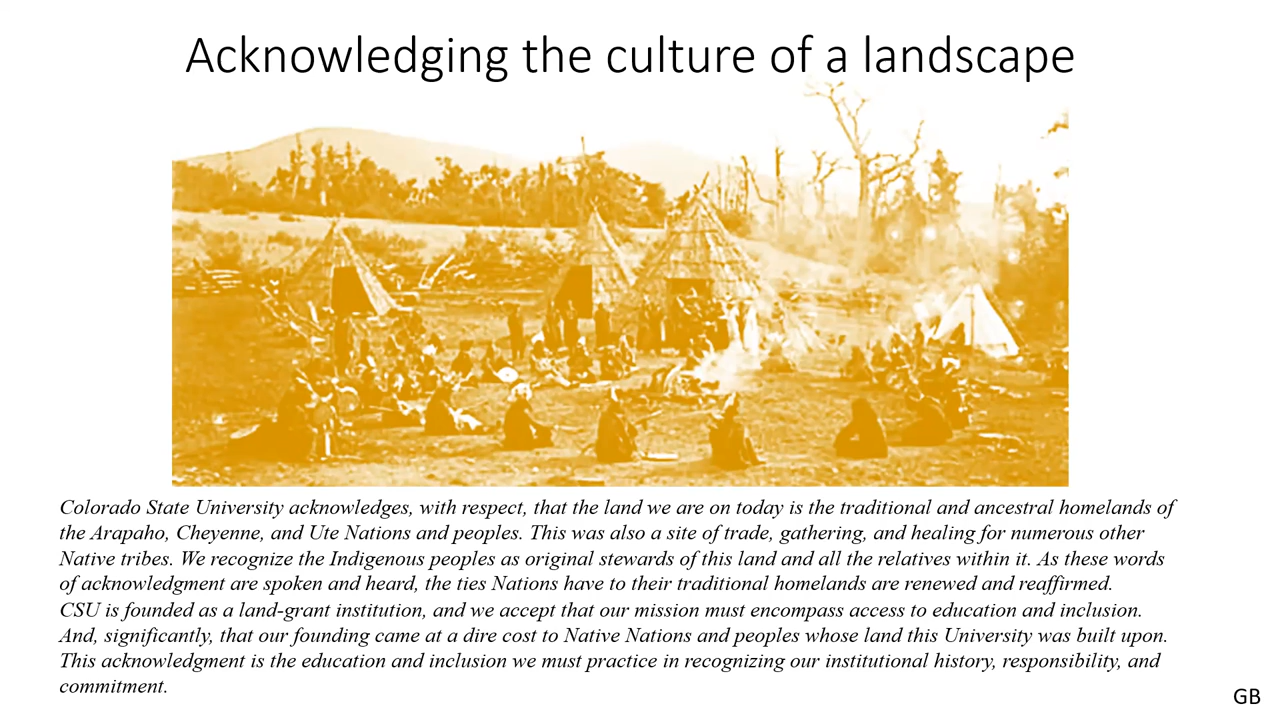 Acknowledging the culture of a landscape
Colorado State University acknowledges, with respect, that the land we are on today is the traditional and ancestral homelands of
the Arapaho, Cheyenne, and Ute Nations and peoples. This was also a site of trade, gathering, and healing for numerous other
Native tribes. We recognize the Indigenous peoples as original stewards of this land and all the relatives within it. As these words
of acknowledgment are spoken and heard, the ties Nations have to their traditional homelands are renewed and reaffirmed.
CSU is founded as a land-grant institution, and we accept that our mission must encompass access to education and inclusion.
And, significantly, that our founding came at a dire cost to Native Nations and peoples whose land this University was built upon.
This acknowledgment is the education and inclusion we must practice in recognizing our institutional history, responsibility, and
commitment.
GB